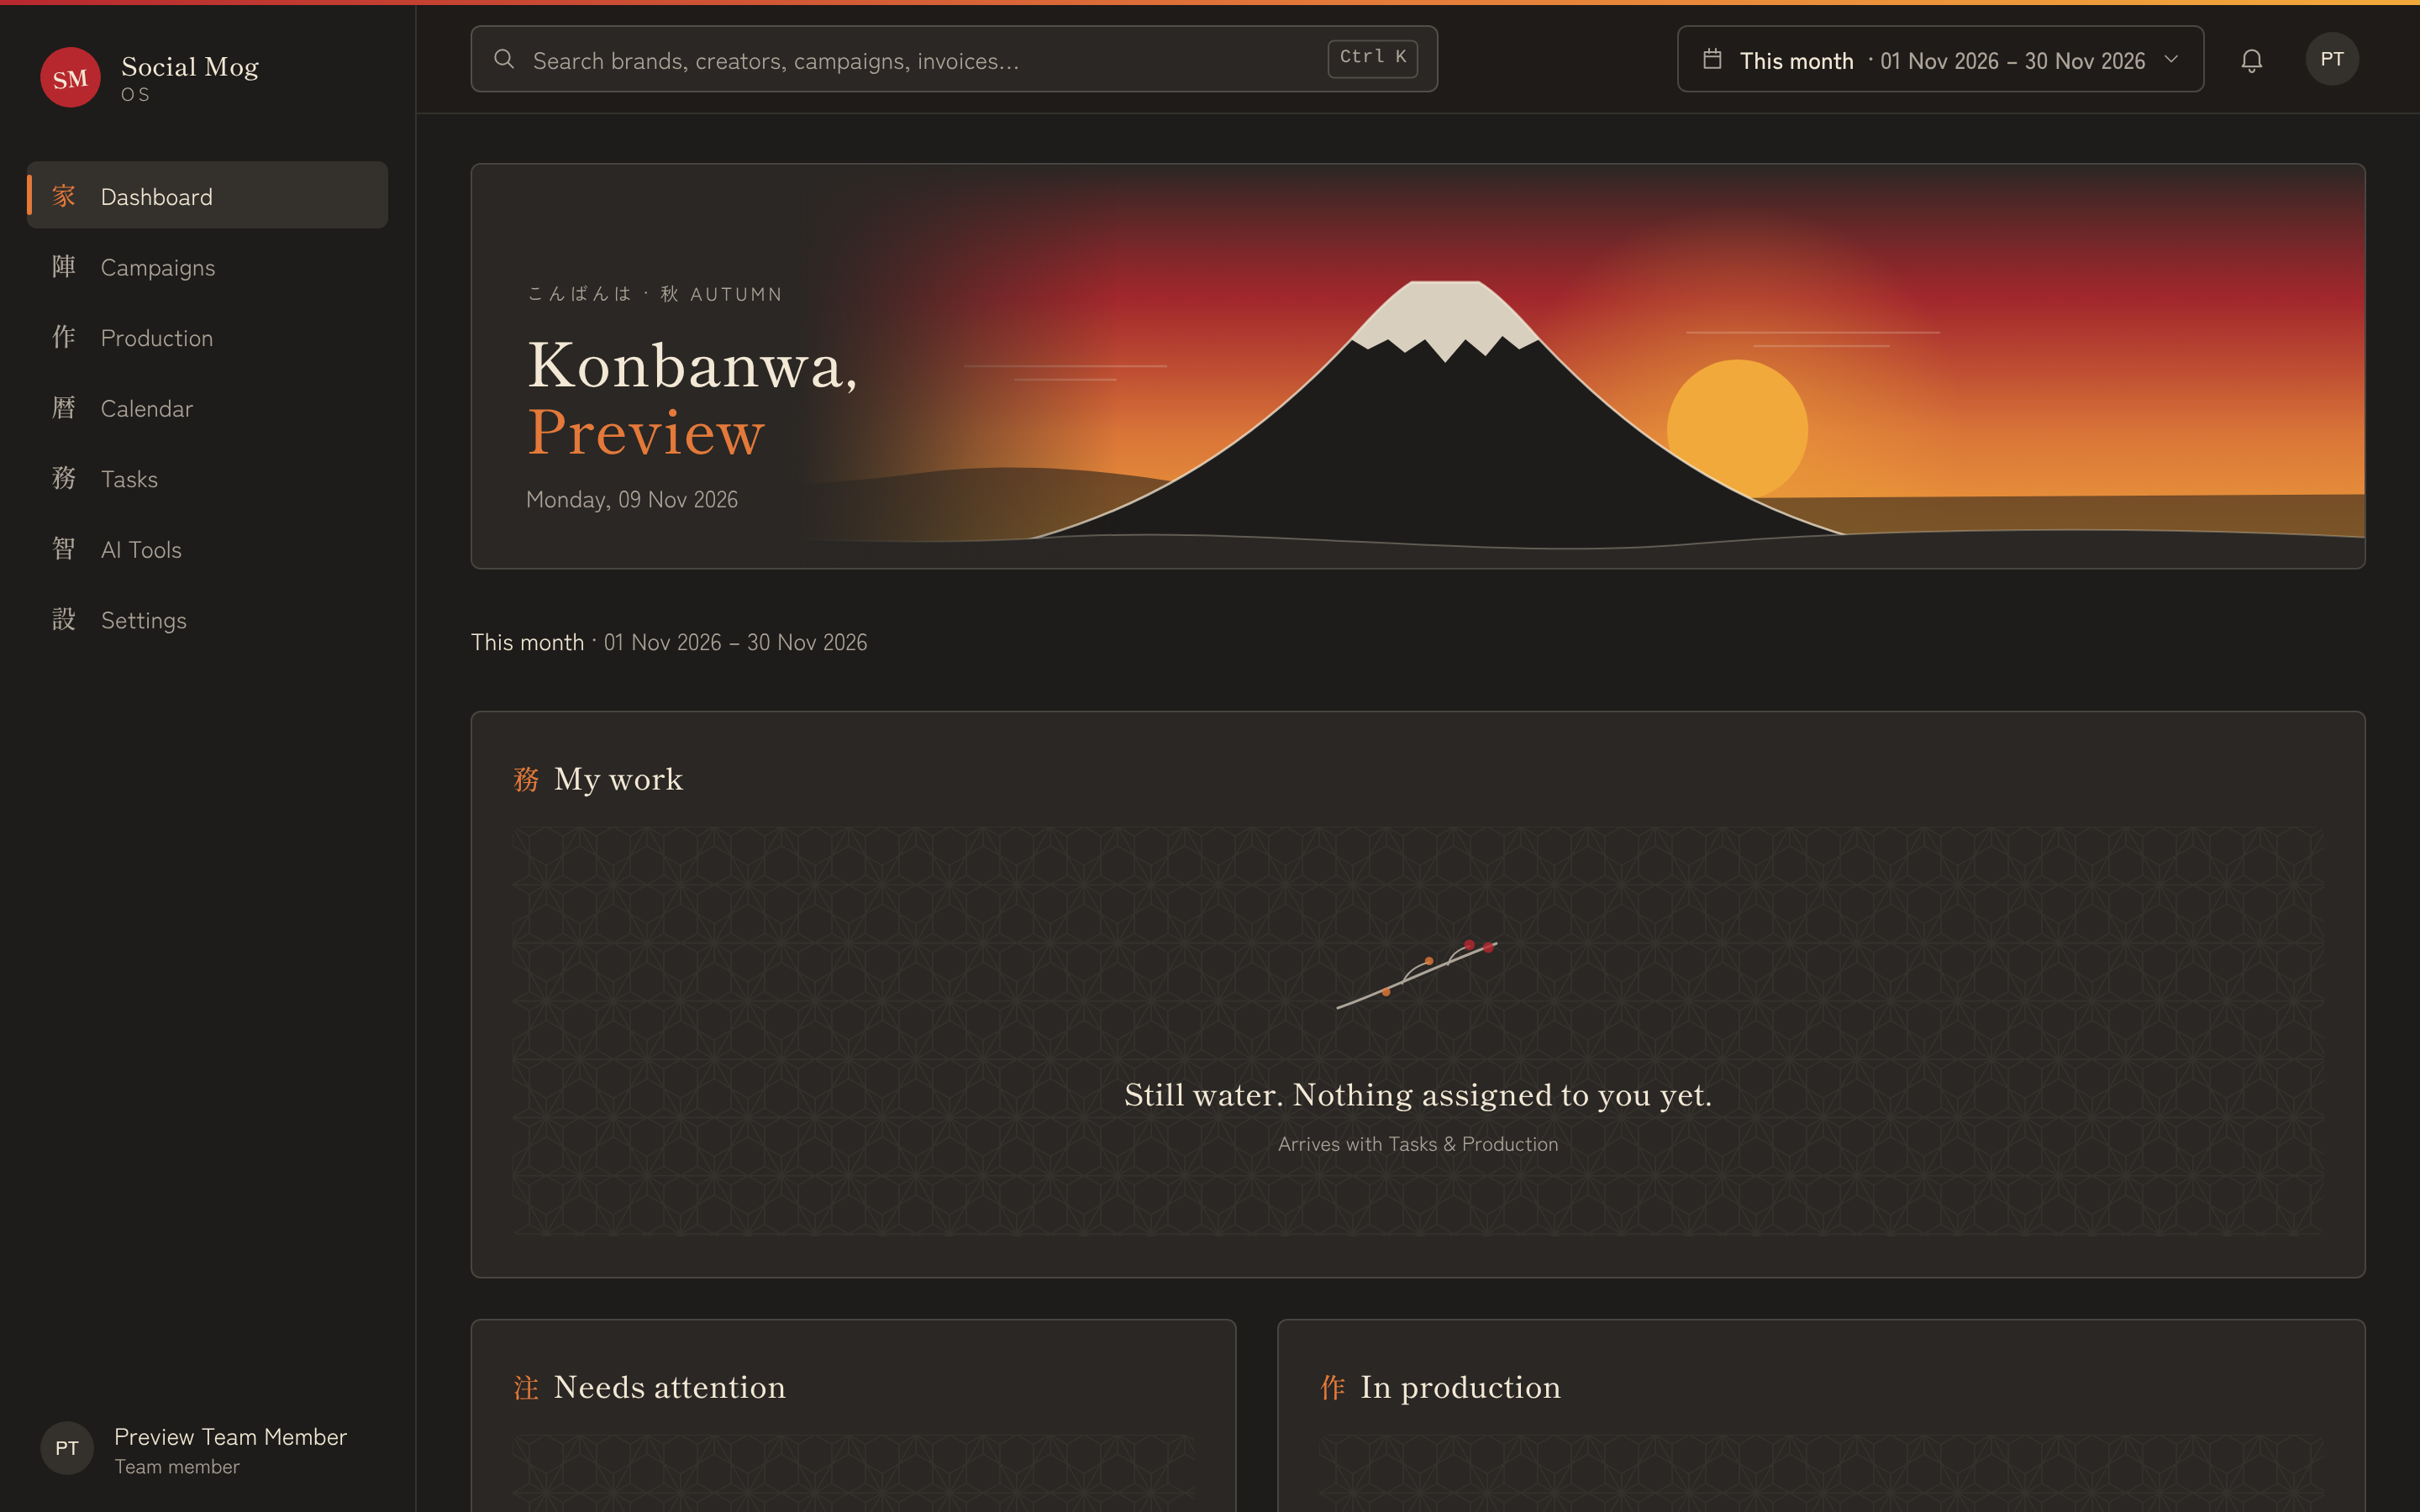 SM
Social Mog
OS
Search brands, creators, campaigns, invoices...
Ctrl K
This month · 01 Nov 2026 – 30 Nov 2026
PT
家 Dashboard
陣 Campaigns
作 Production
暦 Calendar
務 Tasks
智 AI Tools
設 Settings
こんばんは · 秋 AUTUMN
Konbanwa,
Preview
Monday, 09 Nov 2026
This month · 01 Nov 2026 – 30 Nov 2026
務 My work
Still water. Nothing assigned to you yet.
Arrives with Tasks & Production
注 Needs attention
作 In production
PT
Preview Team Member
Team member